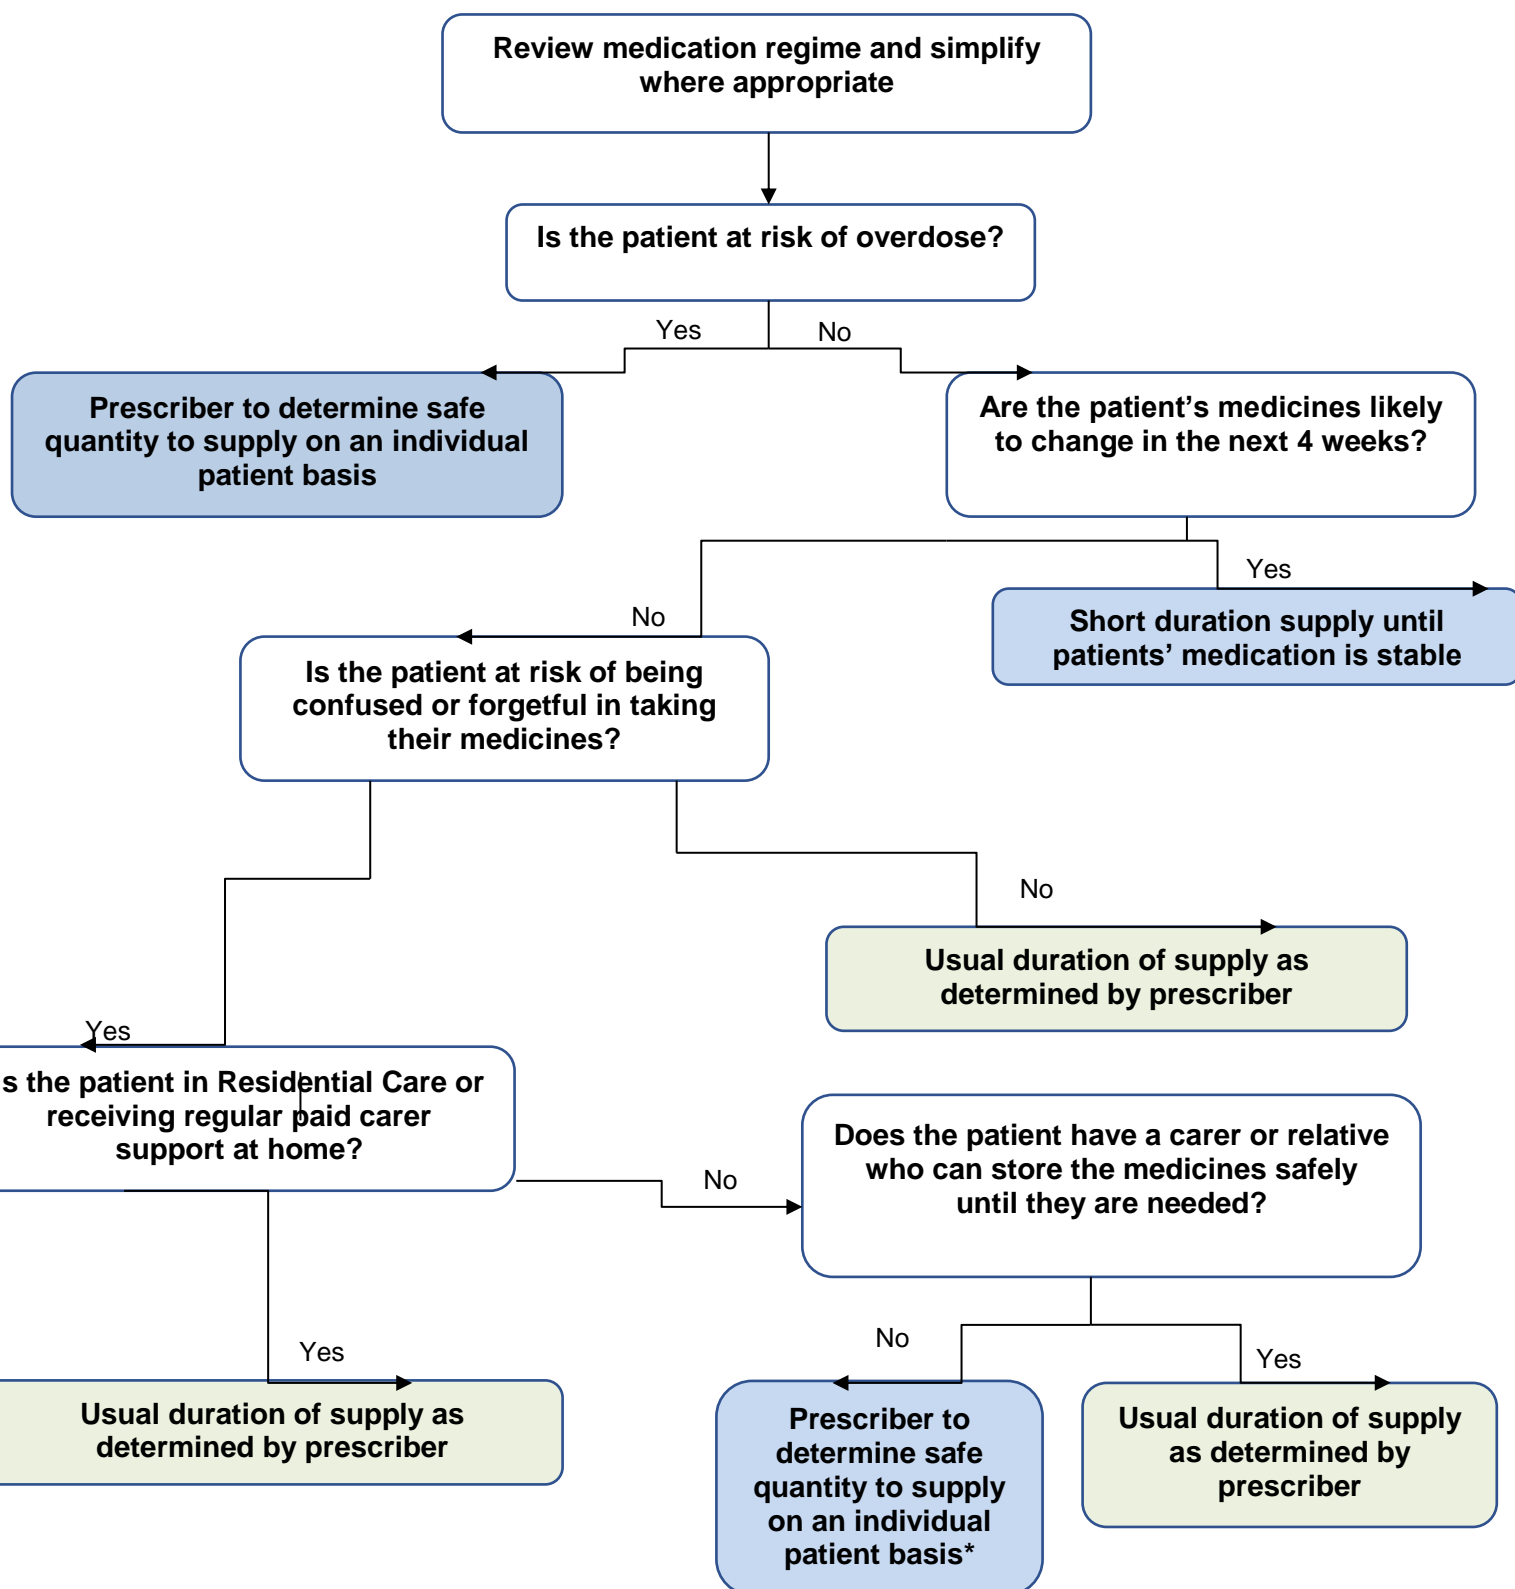 Review medication regime and simplify
where appropriate
Is the patient at risk of overdose?
Yes
No
Prescriber to determine safe
quantity to supply on an individual
patient basis
Are the patient’s medicines likely
to change in the next 4 weeks?
Yes
Short duration supply until
patients’ medication is stable
No
Is the patient at risk of being
confused or forgetful in taking
their medicines?
No
Usual duration of supply as
determined by prescriber
Yes
s the patient in Residential Care or
receiving regular paid carer
support at home?
No
Does the patient have a carer or relative
who can store the medicines safely
until they are needed?
Yes
Usual duration of supply as
determined by prescriber
No
Prescriber to
determine safe
quantity to supply
on an individual
patient basis*
Yes
Usual duration of supply
as determined by
prescriber